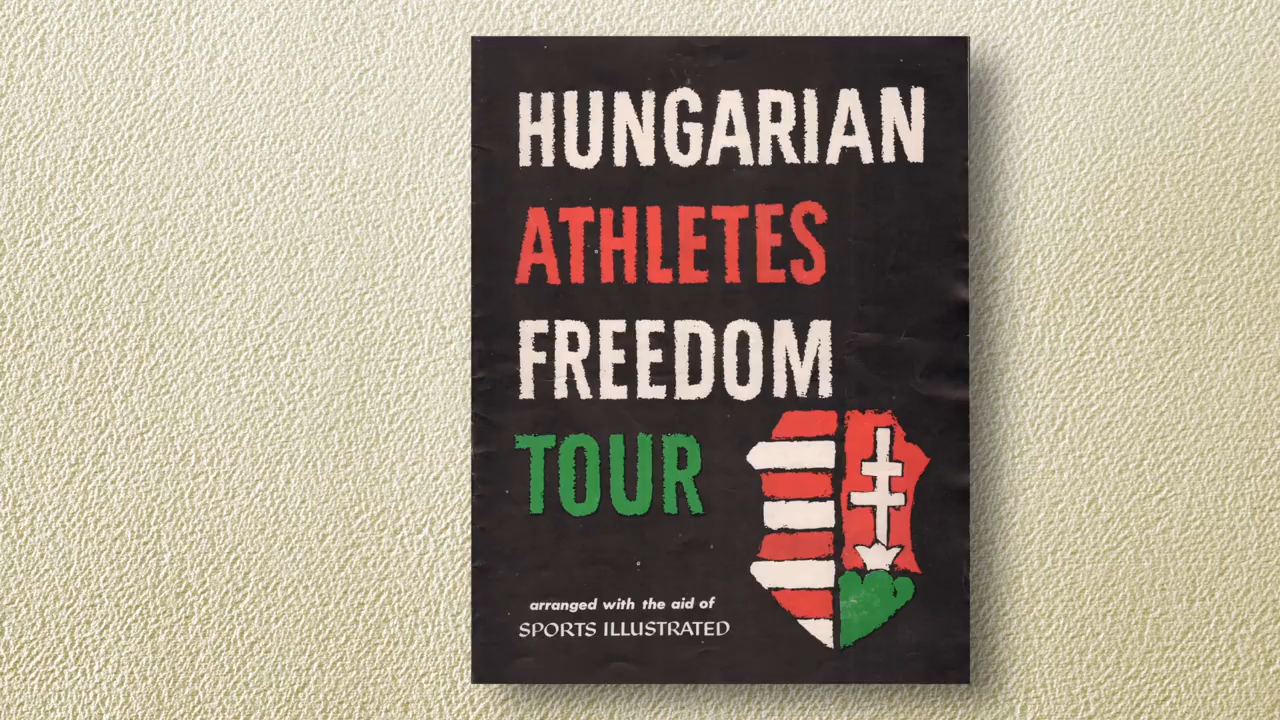 HUNGARIAN
ATHLETES
FREEDOM
TOUR
arranged with the aid of
SPORTS ILLUSTRATED